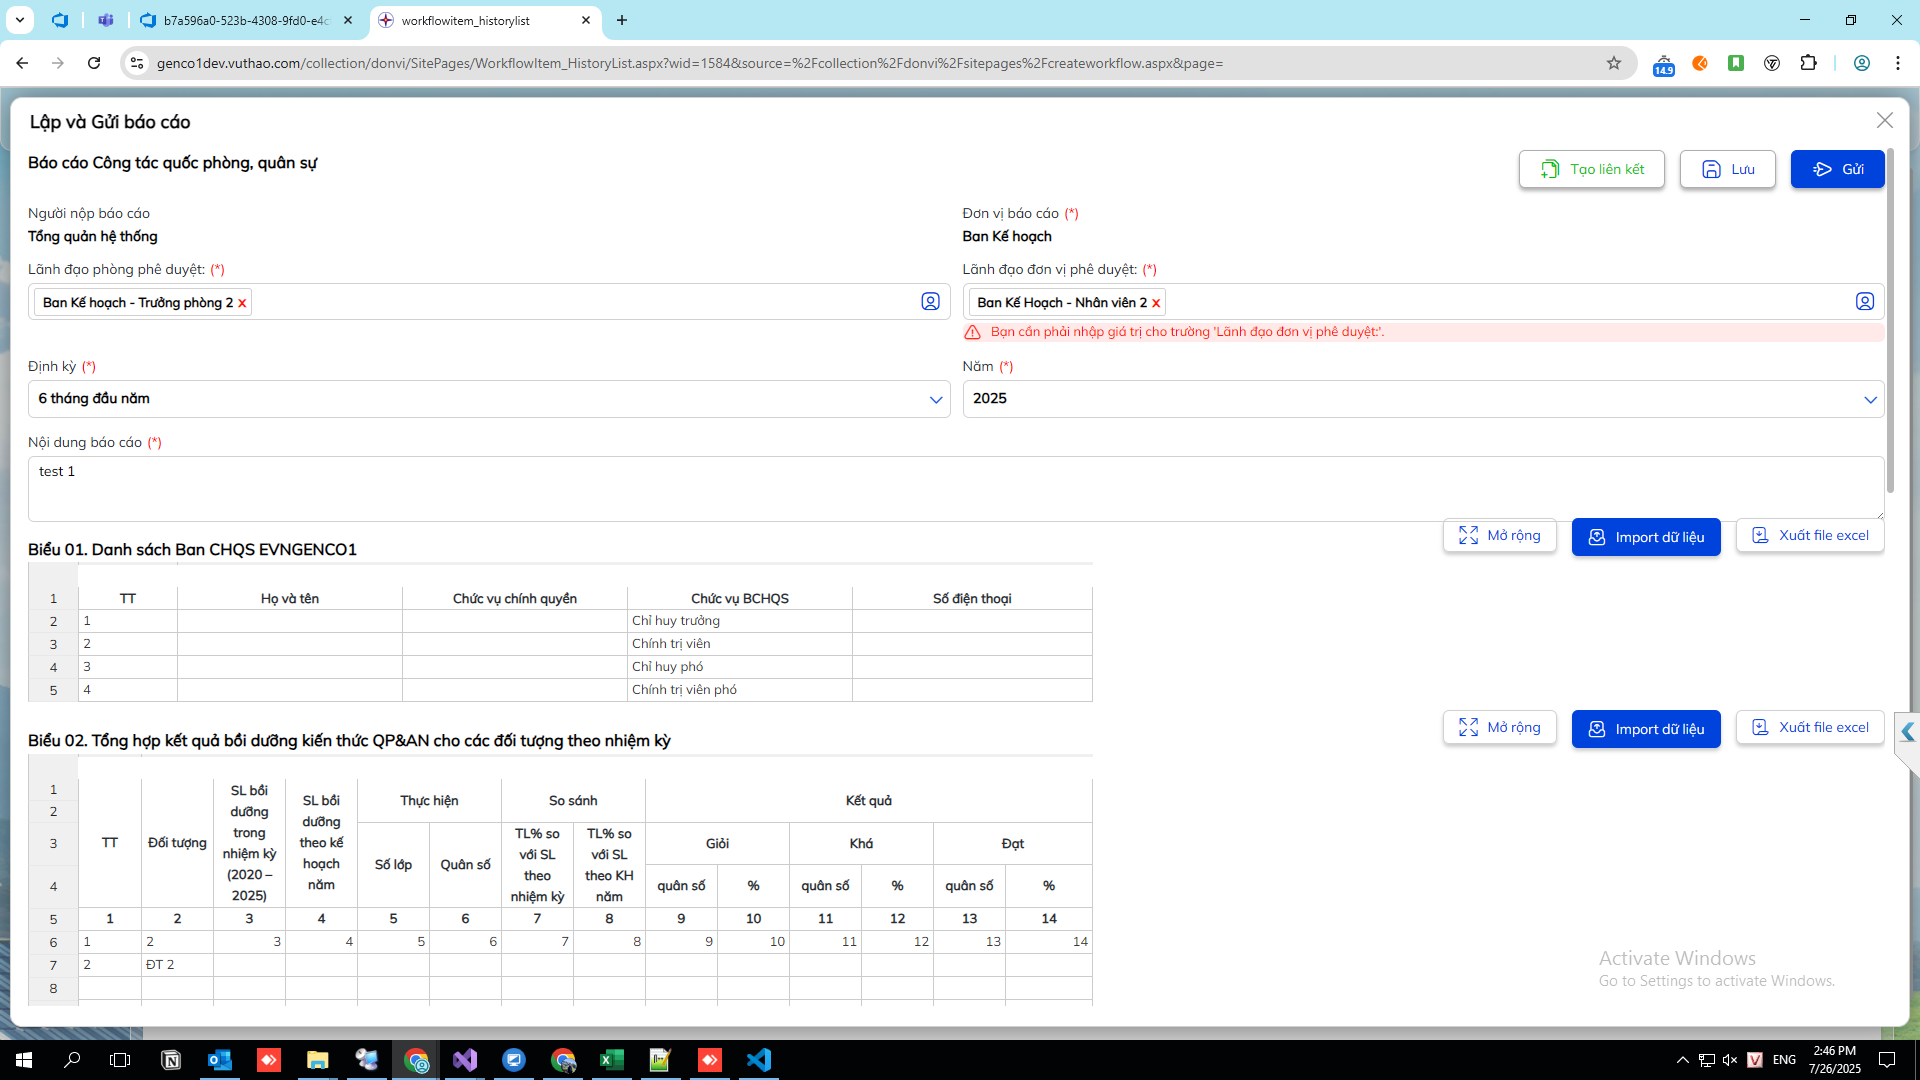 b7a596a0-523b-4308-9fd0-e4c
workflowitem_historylist
genco1dev.vuthao.com/collection/donvi/SitePages/WorkflowItem_HistoryList.aspx?wid=1584&source=%2Fcollection%2Fdonvi%2Fsitepages%2Fcreateworkflow.aspx&page=
14.9
Lập và Gửi báo cáo
Báo cáo Công tác quốc phòng, quân sự
Tạo liên kết
Lưu
Gửi
Người nộp báo cáo
Đơn vị báo cáo (*)
Tổng quản hệ thống
Ban Kế hoạch
Lãnh đạo phòng phê duyệt: (*)
Lãnh đạo đơn vị phê duyệt: (*)
Ban Kế hoạch - Trưởng phòng 2 x
Ban Kế Hoạch - Nhân viên 2 x
Bạn cần phải nhập giá trị cho trường 'Lãnh đạo đơn vị phê duyệt:'.
Định kỳ (*)
Năm (*)
6 tháng đầu năm
2025
Nội dung báo cáo (*)
test 1
Biểu 01. Danh sách Ban CHQS EVNGENCO1
Mở rộng
Import dữ liệu
Xuất file excel
1 TT Họ và tên Chức vụ chính quyền Chức vụ BCHQS Số điện thoại
2 1 Chỉ huy trưởng
3 2 Chính trị viên
4 3 Chỉ huy phó
5 4 Chính trị viên phó
Biểu 02. Tổng hợp kết quả bồi dưỡng kiến thức QP&AN cho các đối tượng theo nhiệm kỳ
Mở rộng
Import dữ liệu
Xuất file excel
1
2
3
4
TT
Đối tượng
SL bồi
dưỡng
trong
nhiệm kỳ
(2020 –
2025)
SL bồi
dưỡng
theo kế
hoạch
năm
Thực hiện
Số lớp
Quân số
So sánh
TL% so
với SL
theo
nhiệm kỳ
TL% so
với SL
theo KH
năm
Kết quả
Giỏi
Khá
Đạt
quân số % quân số % quân số %
5 1 2 3 4 5 6 7 8 9 10 11 12 13 14
6 1 2 3 4 5 6 7 8 9 10 11 12 13 14
7 2 ĐT 2
8
Activate Windows
Go to Settings to activate Windows.
ENG
2:46 PM
7/26/2025